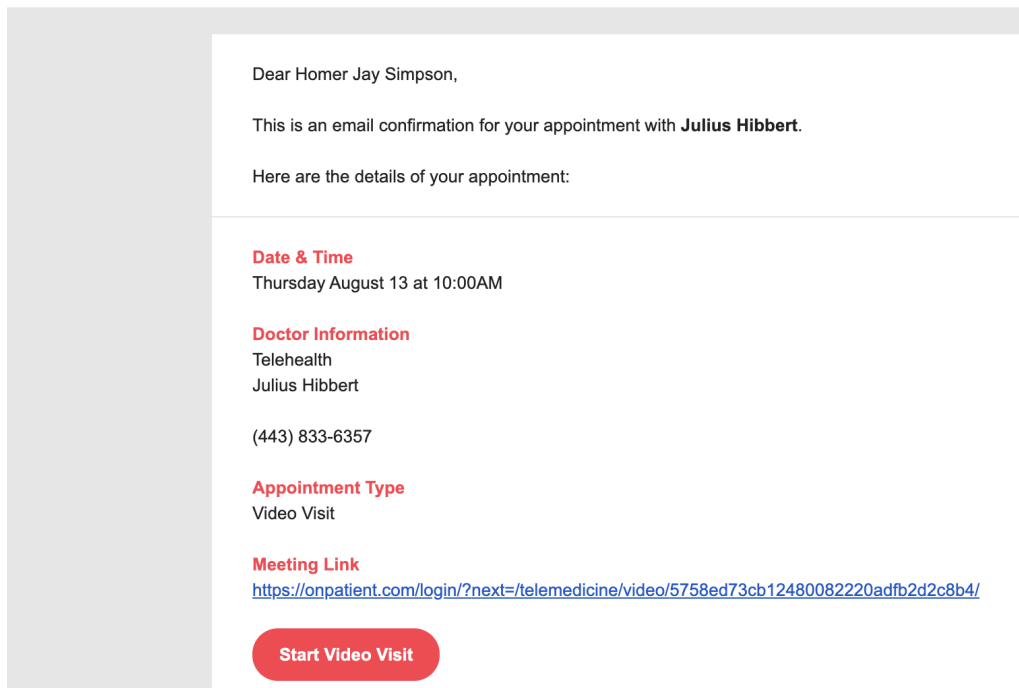 Dear Homer Jay Simpson,
This is an email confirmation for your appointment with Julius Hibbert.
Here are the details of your appointment:
Date & Time
Thursday August 13 at 10:00AM
Doctor Information
Telehealth
Julius Hibbert
(443) 833-6357
Appointment Type
Video Visit
Meeting Link
https://onpatient.com/login/?next=/telemedicine/video/5758ed73cb12480082220adfb2d2c8b4/
Start Video Visit